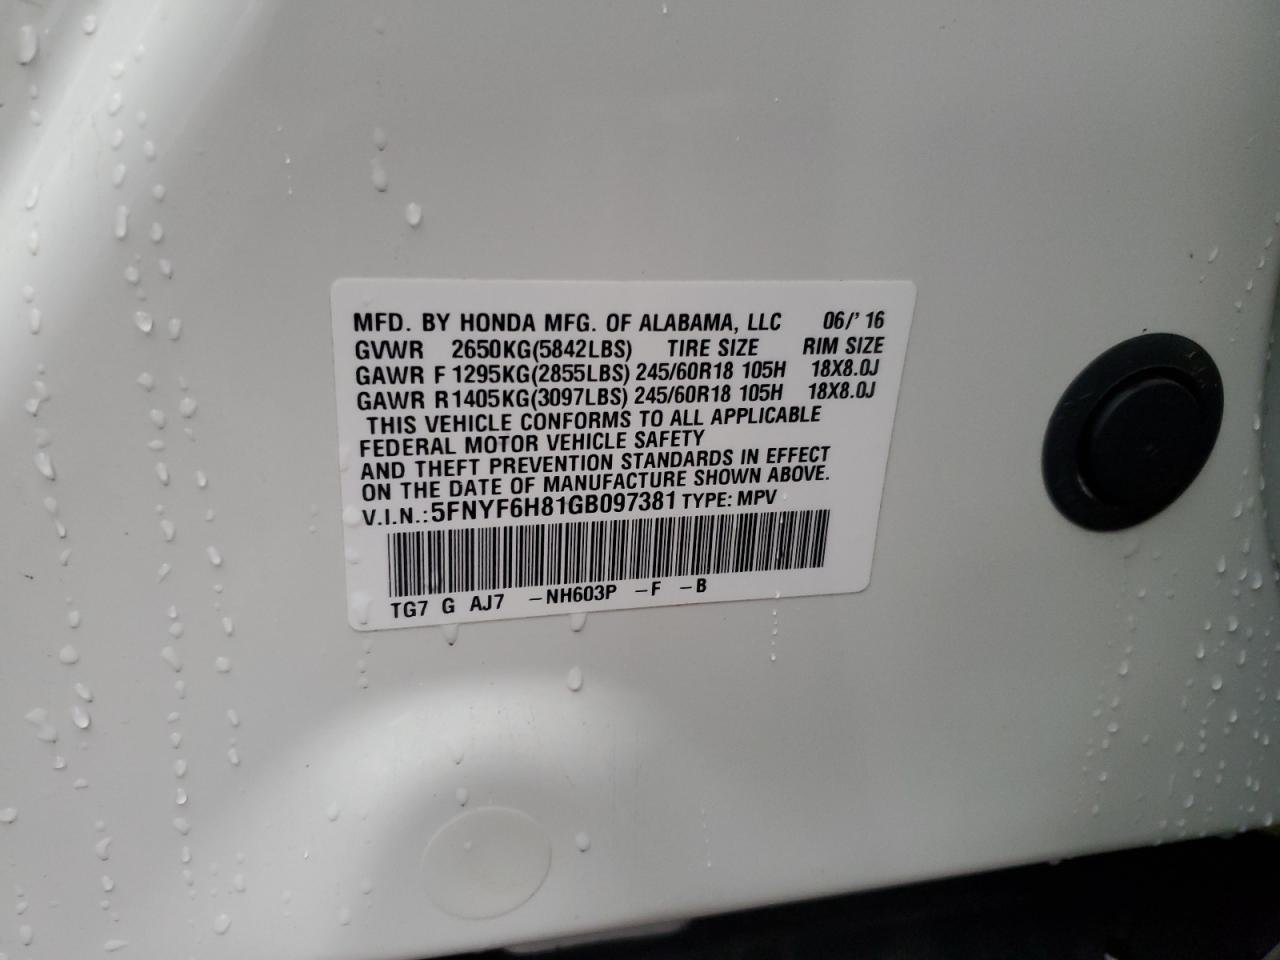 MFD. BY HONDA MFG. OF ALABAMA, LLC 06/' 16
GVWR 2650KG(5842LBS) TIRE SIZE RIM SIZE
GAWR F 1295KG(2855LBS) 245/60R18 105H 18X8.0J
GAWR R1405KG(3097LBS) 245/60R18 105H 18X8.0J
THIS VEHICLE CONFORMS TO ALL APPLICABLE
FEDERAL MOTOR VEHICLE SAFETY
AND THEFT PREVENTION STANDARDS IN EFFECT
ON THE DATE OF MANUFACTURE SHOWN ABOVE.
V.I.N.:5FNYF6H81GB097381 TYPE: MPV
TG7 G AJ7 -NH603P -F -B